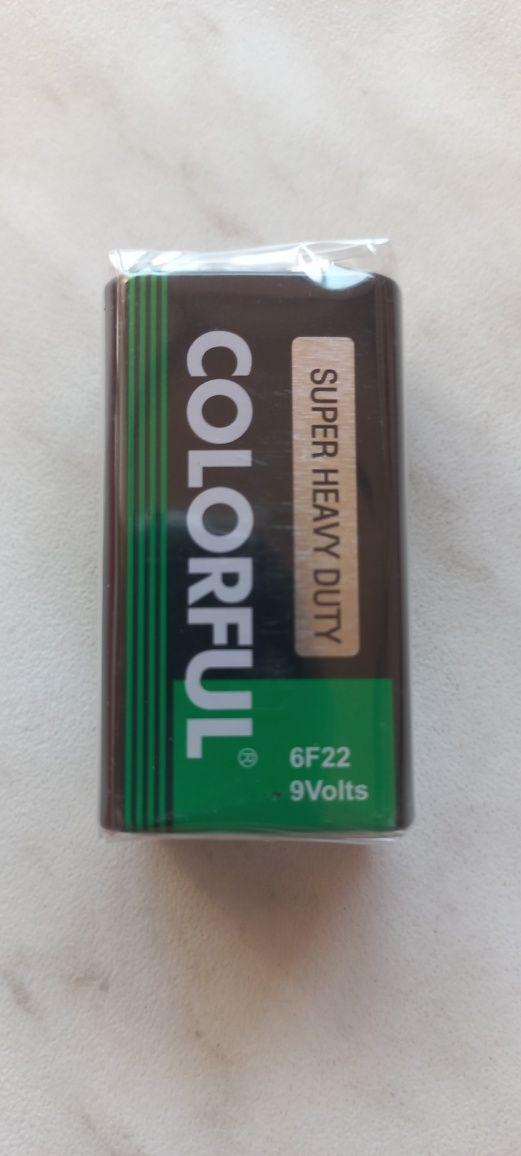 SUPER HEAVY DUTY
COLORFUL ®
6F22
9Volts